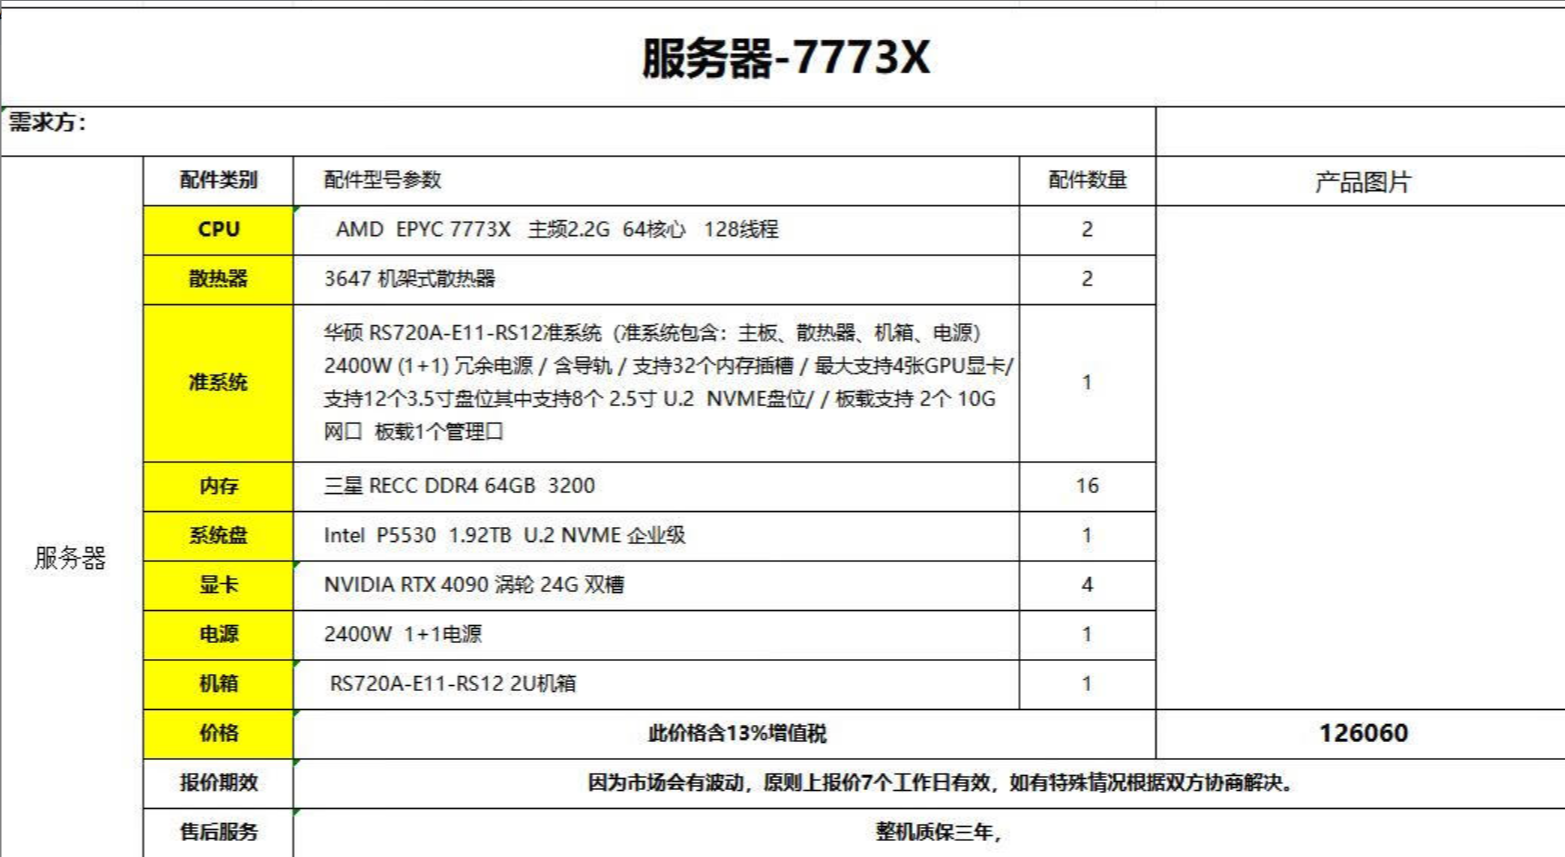 服务器-7773X
需求方：
配件类别 配件型号参数 配件数量 产品图片
CPU AMD EPYC 7773X 主频2.2G 64核心 128线程 2
散热器 3647 机架式散热器 2
准系统 华硕 RS720A-E11-RS12准系统（准系统包含：主板、散热器、机箱、电源）
2400W (1+1) 冗余电源 / 含导轨 / 支持32个内存插槽 / 最大支持4张GPU显卡/
支持12个3.5寸盘位其中支持8个 2.5寸 U.2 NVME盘位/ / 板载支持 2个 10G
网口 板载1个管理口
1
内存 三星 RECC DDR4 64GB 3200 16
系统盘 Intel P5530 1.92TB U.2 NVME 企业级 1
服务器
显卡 NVIDIA RTX 4090 涡轮 24G 双槽 4
电源 2400W 1+1电源 1
机箱 RS720A-E11-RS12 2U机箱 1
价格 此价格含13%增值税 126060
报价期效 因为市场会有波动，原则上报价7个工作日有效，如有特殊情况根据双方协商解决。
售后服务 整机质保三年，